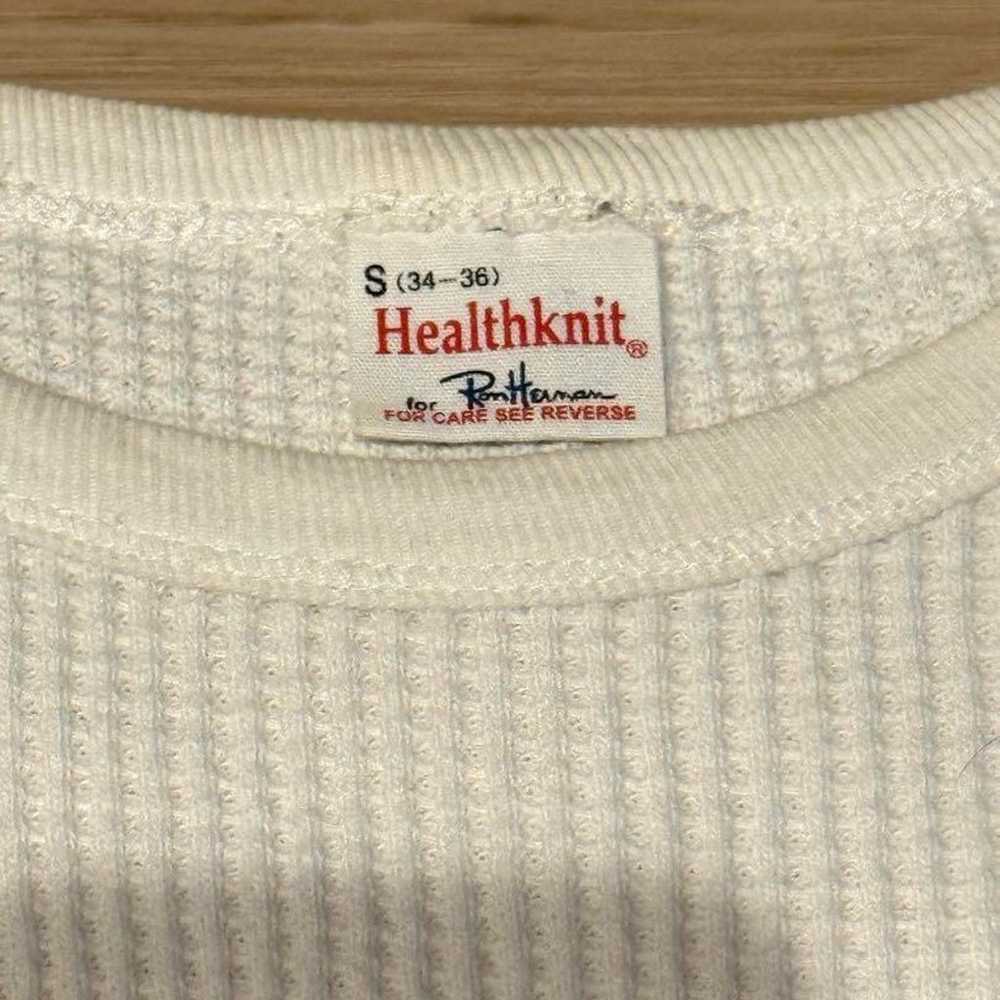 S (34-36)
Healthknit®
for Ron Herman
FOR CARE SEE REVERSE